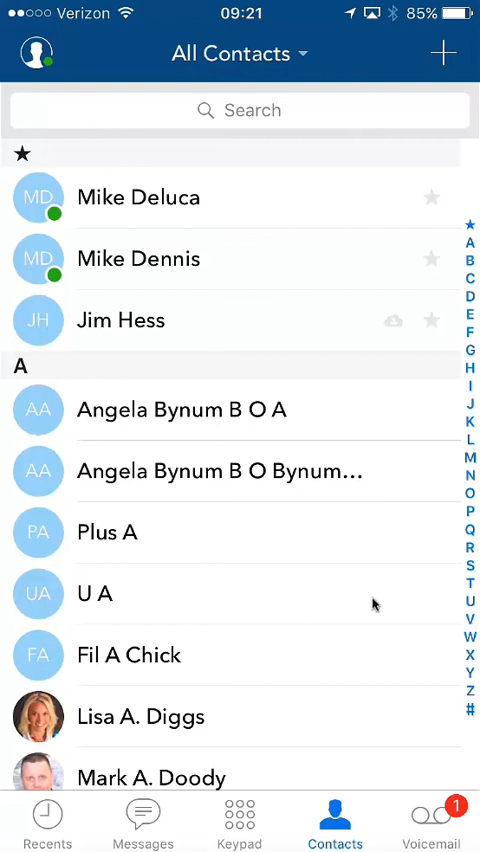 Verizon 09:21 85%
All Contacts
Search
★
MD Mike Deluca
MD Mike Dennis
JH Jim Hess
A
AA Angela Bynum B O A
AA Angela Bynum B O Bynum...
PA Plus A
UA U A
FA Fil A Chick
Lisa A. Diggs
Mark A. Doody
★
A
B
C
D
E
F
G
H
I
J
K
L
M
N
O
P
Q
R
S
T
U
V
W
X
Y
Z
#
1
Recents Messages Keypad Contacts Voicemail